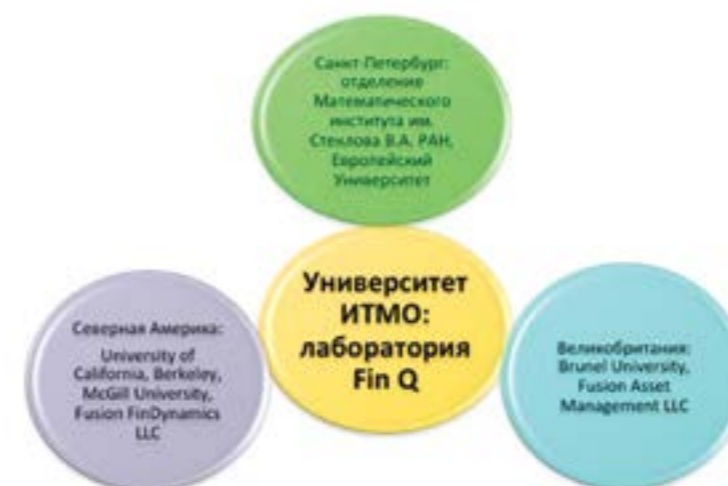 Санкт-Петербург:
отделение
Математического
института им.
Стеклова В.А. РАН,
Европейский
Университет
Университет
ИТМО:
лаборатория
Fin Q
Северная Америка:
University of
California, Berkeley,
McGill University,
Fusion FinDynamics
LLC
Великобритания:
Brunel University,
Fusion Asset
Management LLC